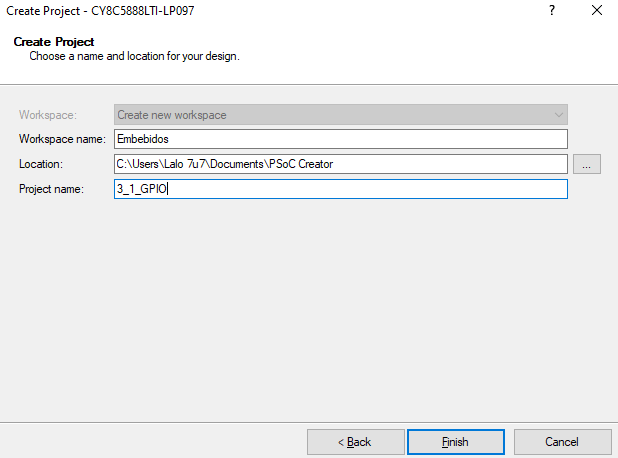 Create Project - CY8C5888LTI-LP097
?
Create Project
Choose a name and location for your design.
Workspace:
Create new workspace
Workspace name:
Embebidos
Location:
C:\Users\Lalo 7u7\Documents\PSoC Creator
...
Project name:
3_1_GPIO
< Back
Finish
Cancel